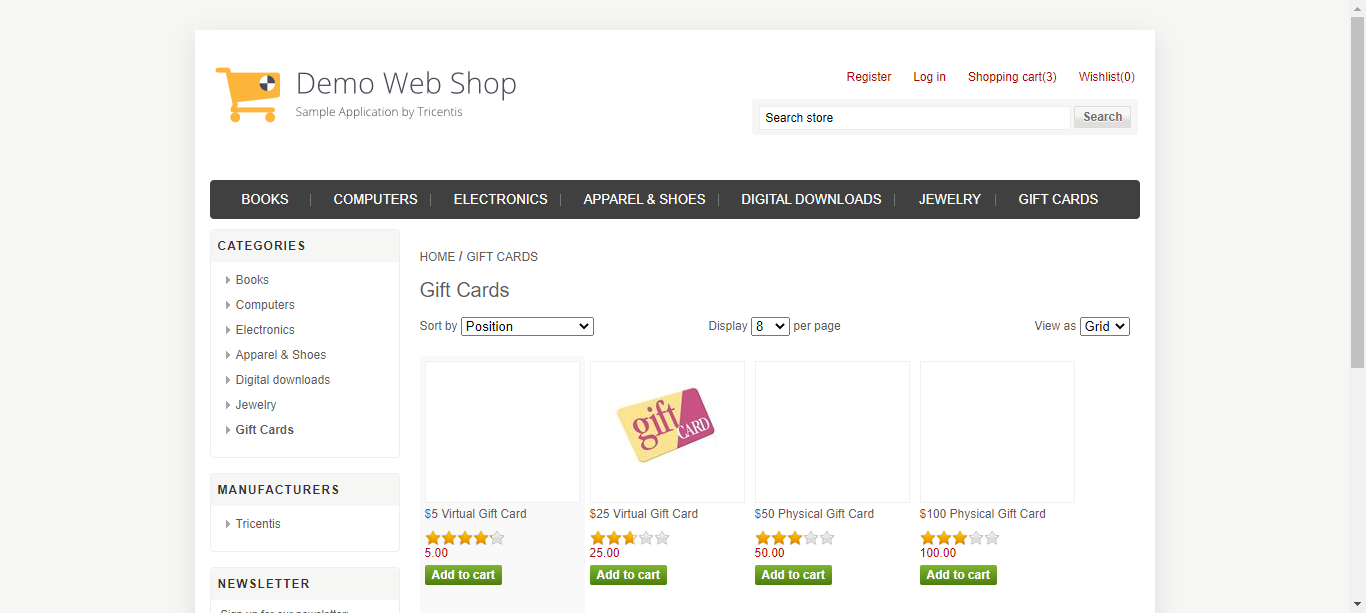 Demo Web Shop
Sample Application by Tricentis
Register Log in Shopping cart(3) Wishlist(0)
Search store Search
BOOKS COMPUTERS ELECTRONICS APPAREL & SHOES DIGITAL DOWNLOADS JEWELRY GIFT CARDS
CATEGORIES
Books
Computers
Electronics
Apparel & Shoes
Digital downloads
Jewelry
Gift Cards
MANUFACTURERS
Tricentis
NEWSLETTER
Sign up for our newsletter:
HOME / GIFT CARDS
Gift Cards
Sort by Position Display 8 per page View as Grid
gift CARD
$5 Virtual Gift Card
5.00
Add to cart
$25 Virtual Gift Card
25.00
Add to cart
$50 Physical Gift Card
50.00
Add to cart
$100 Physical Gift Card
100.00
Add to cart